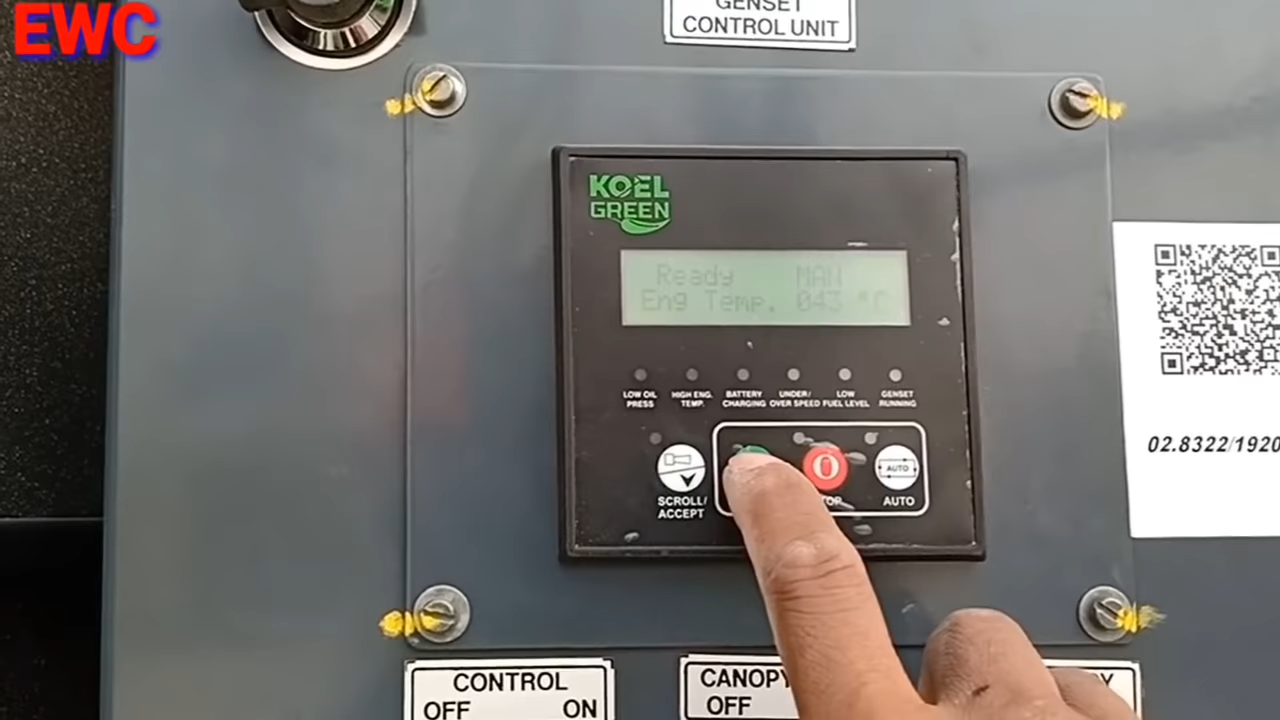 EWC
GENSET
CONTROL UNIT
KOEL
GREEN
Ready MAN
Eng Temp. 043 °C
LOW OIL
PRESS
HIGH ENG.
TEMP.
BATTERY
CHARGING
UNDER/
OVER SPEED
LOW
FUEL LEVEL
GENSET
RUNNING
SCROLL/
ACCEPT
AUTO
AUTO
02.8322/1920
CONTROL
OFF ON
CANOPY
OFF